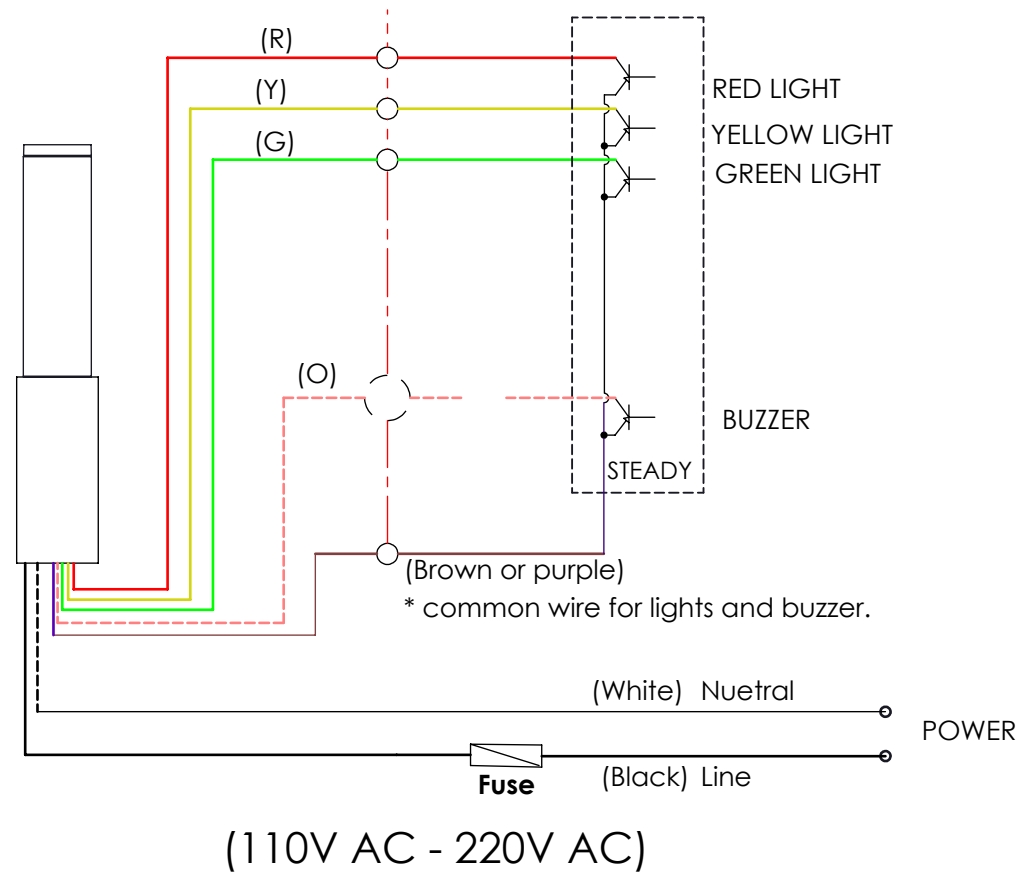 (R)
RED LIGHT
(Y)
YELLOW LIGHT
(G)
GREEN LIGHT
(O)
BUZZER
STEADY
(Brown or purple)
* common wire for lights and buzzer.
(White) Nuetral
POWER
Fuse
(Black) Line
(110V AC - 220V AC)